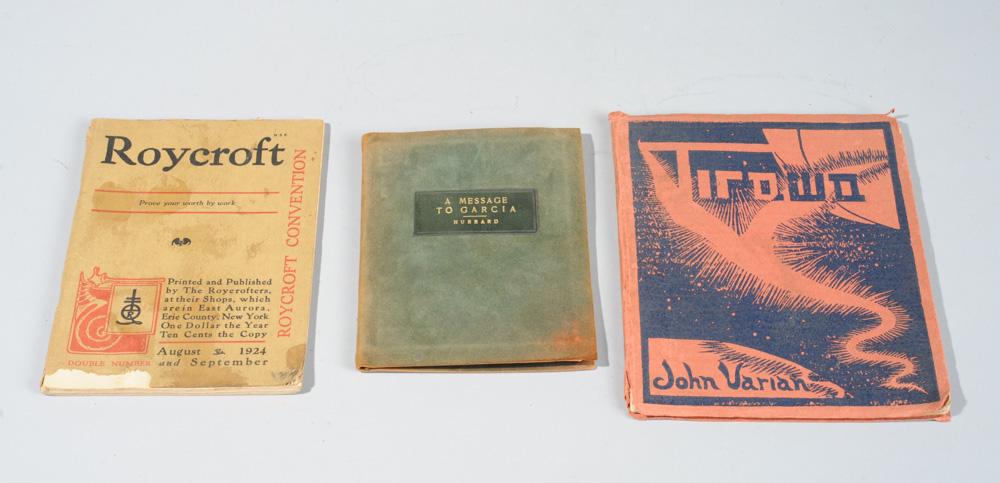 Roycroft
Prove your worth by work
ROYCROFT CONVENTION
Printed and Published
by The Roycrofters,
at their Shops, which
are in East Aurora,
Erie County, New York
One Dollar the Year
Ten Cents the Copy
DOUBLE NUMBER
August 1924
and September
A MESSAGE
TO GARCIA
HUBBARD
Tirawa
John Varian